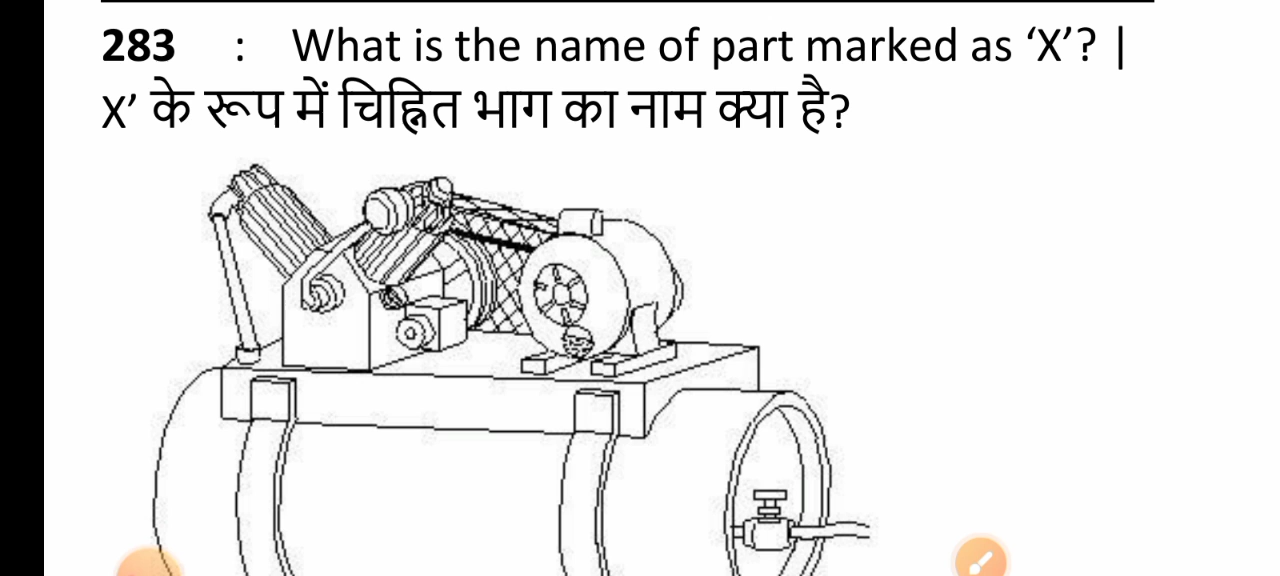 283 : What is the name of part marked as ‘X’? |
X’ के रूप में चिह्नित भाग का नाम क्या है?